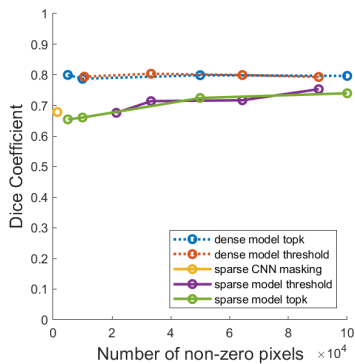 1
0.9
0.8
0.7
0.6
0.5
0.4
0.3
0.2
0.1
0
Dice Coefficient
dense model topk
dense model threshold
sparse CNN masking
sparse model threshold
sparse model topk
0 2 4 6 8 10
Number of non-zero pixels ×10⁴